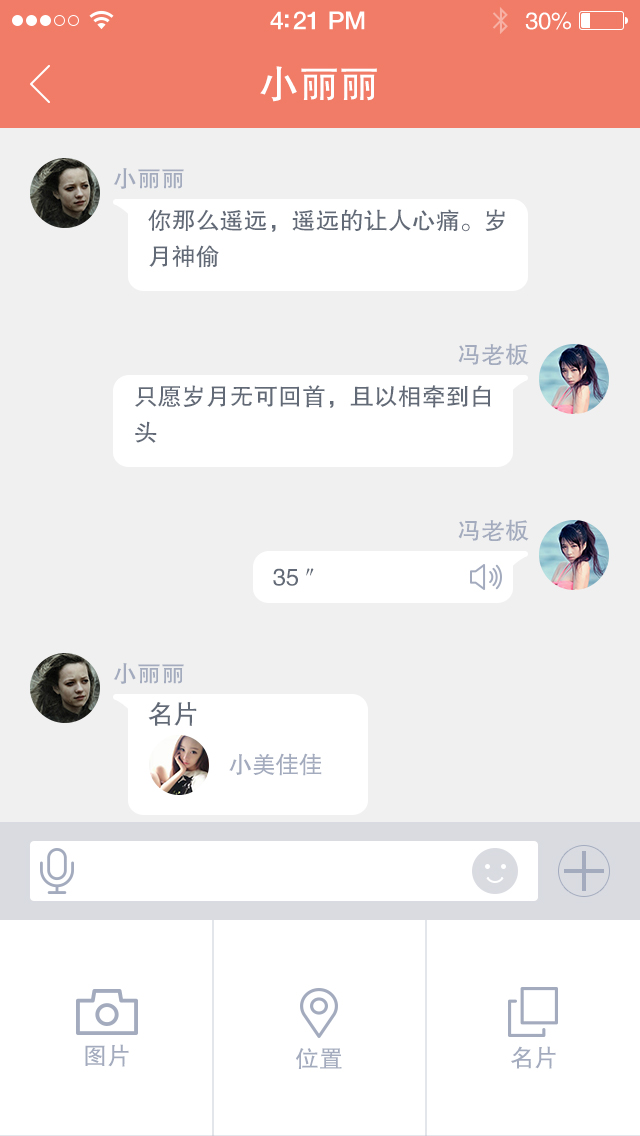 4:21 PM 30%
小丽丽
小丽丽
你那么遥远，遥远的让人心痛。岁
月神偷
冯老板
只愿岁月无可回首，且以相牵到白
头
冯老板
35 ″
小丽丽
名片
小美佳佳
图片 位置 名片